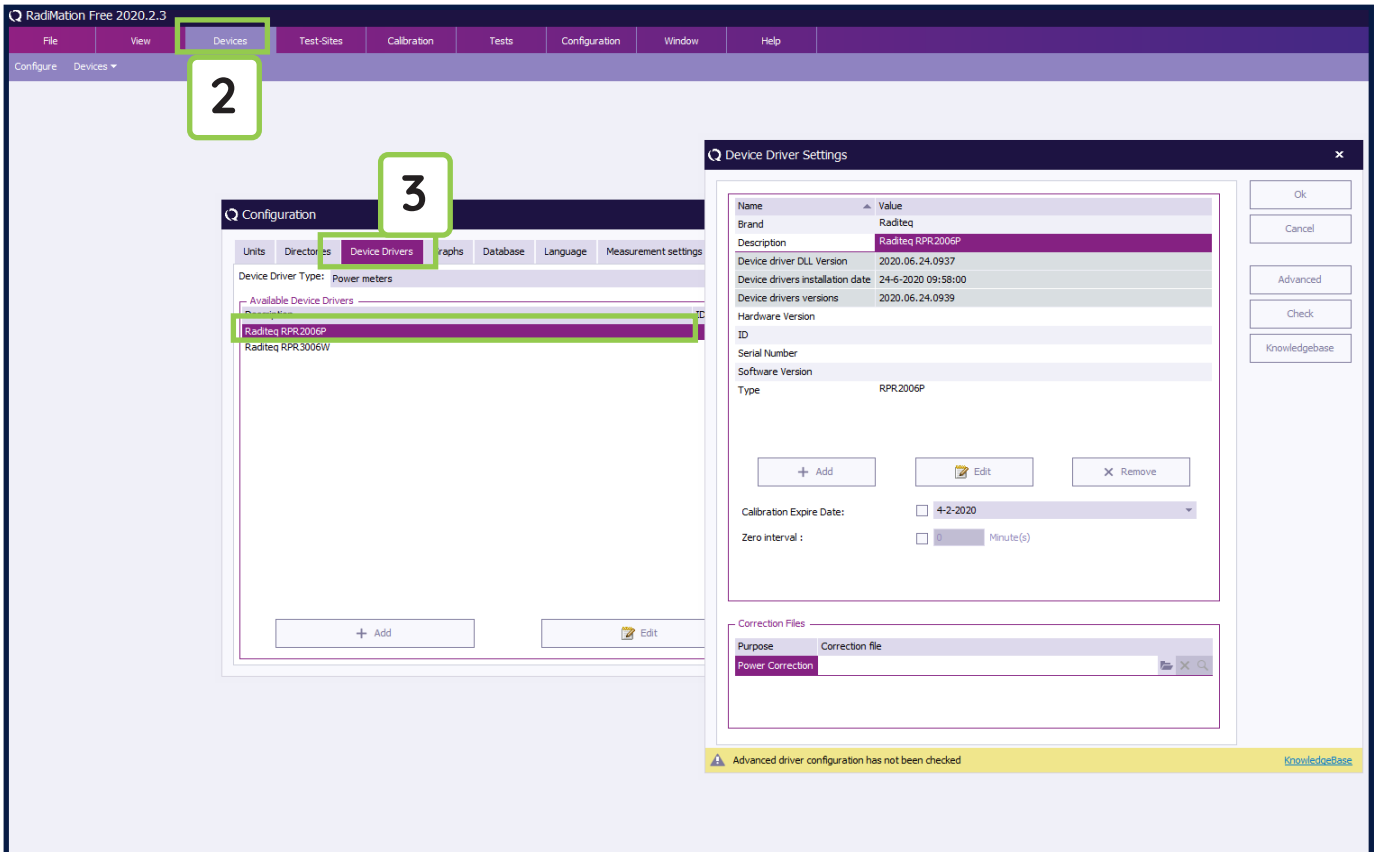 RadiMation Free 2020.2.3
File View Devices Test-Sites Calibration Tests Configuration Window Help
Configure Devices
2
3
Configuration
Units Directories Device Drivers Graphs Database Language Measurement settings
Device Driver Type: Power meters
Available Device Drivers
Description ID
Raditeq RPR2006P
Raditeq RPR3006W
+ Add Edit
Device Driver Settings
Name Value
Brand Raditeq
Description Raditeq RPR2006P
Device driver DLL Version 2020.06.24.0937
Device drivers installation date 24-6-2020 09:58:00
Device drivers versions 2020.06.24.0939
Hardware Version
ID
Serial Number
Software Version
Type RPR2006P
+ Add Edit X Remove
Calibration Expire Date: 4-2-2020
Zero interval : 0 Minute(s)
Correction Files
Purpose Correction file
Power Correction
Ok
Cancel
Advanced
Check
Knowledgebase
Advanced driver configuration has not been checked KnowledgeBase